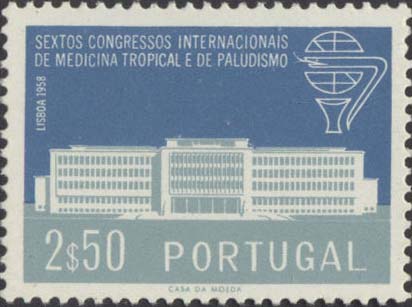 SEXTOS CONGRESSOS INTERNACIONAIS
DE MEDICINA TROPICAL E DE PALUDISMO
LISBOA 1958
2$50 PORTUGAL
CASA DA MOEDA